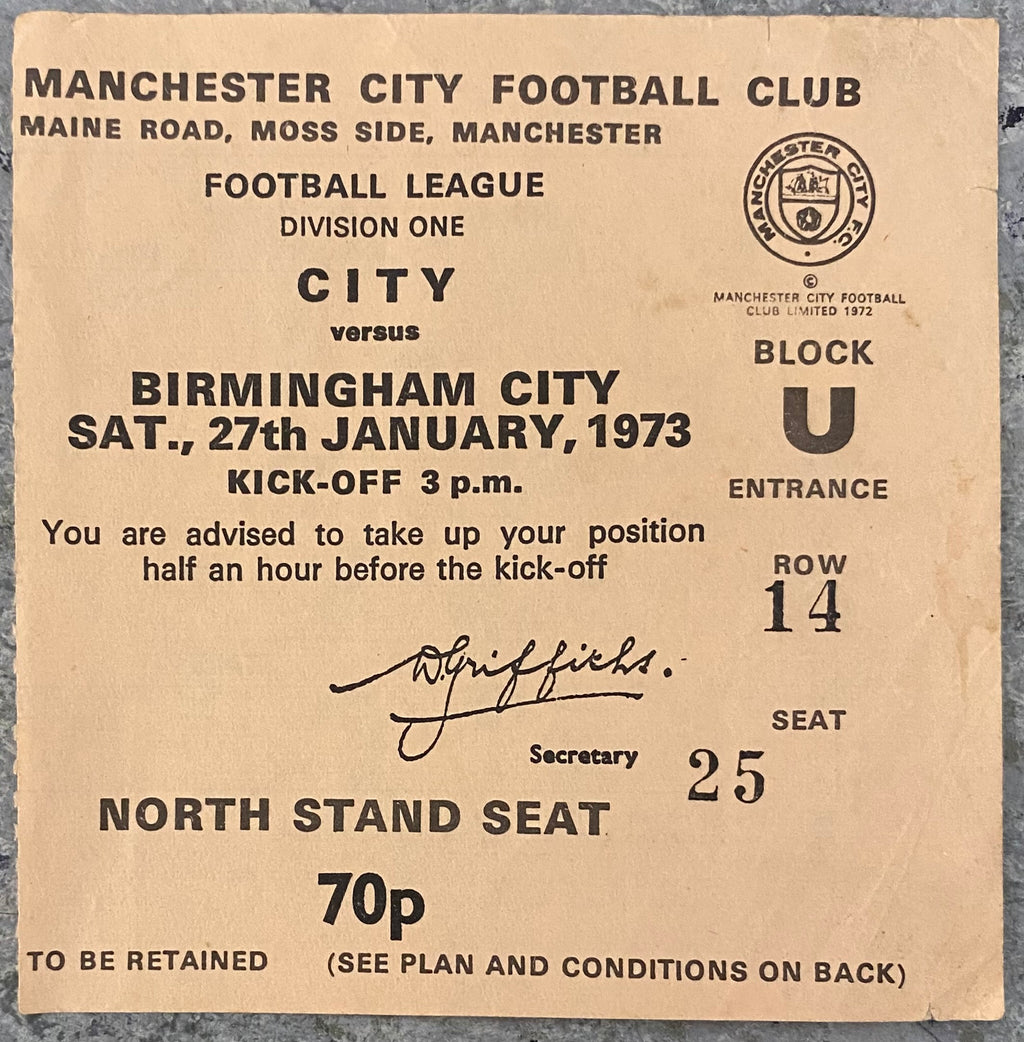 MANCHESTER CITY FOOTBALL CLUB
MAINE ROAD, MOSS SIDE, MANCHESTER
FOOTBALL LEAGUE
DIVISION ONE
CITY
versus
BIRMINGHAM CITY
SAT., 27th JANUARY, 1973
KICK-OFF 3 p.m.
You are advised to take up your position
half an hour before the kick-off
D. Griffiths.
Secretary
NORTH STAND SEAT
70p
TO BE RETAINED (SEE PLAN AND CONDITIONS ON BACK)
MANCHESTER CITY F.C.
©
MANCHESTER CITY FOOTBALL
CLUB LIMITED 1972
BLOCK
U
ENTRANCE
ROW
14
SEAT
25